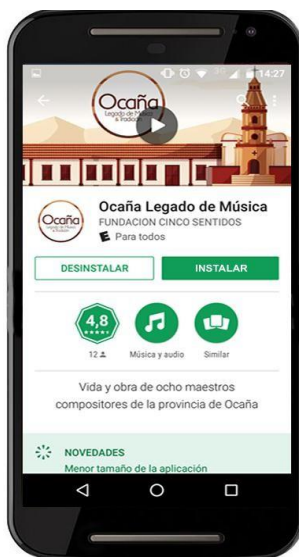 14:27
Ocaña
Legado de Música
& Tradición
Ocaña Legado de Música
FUNDACION CINCO SENTIDOS
E Para todos
Ocaña
DESINSTALAR
INSTALAR
4,8
12
Música y audio
Similar
Vida y obra de ocho maestros
compositores de la provincia de Ocaña
NOVEDADES
Menor tamaño de la aplicación